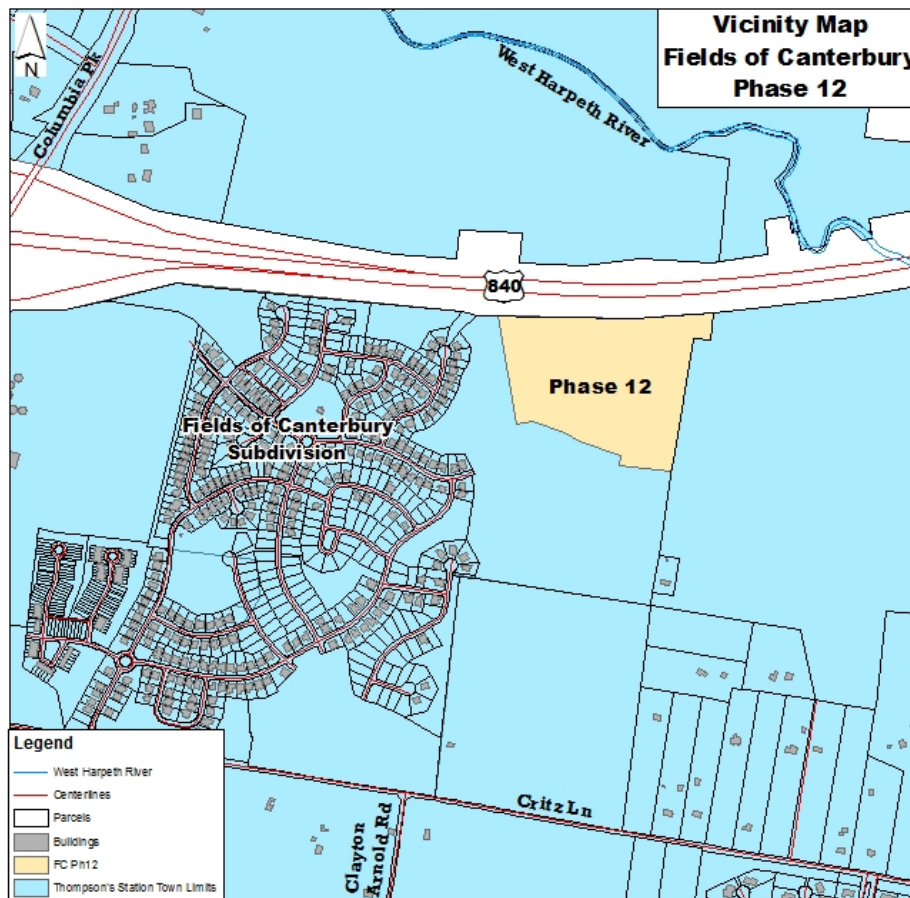 Vicinity Map
Fields of Canterbury
Phase 12
N
Columbia Pk
West Harpeth River
840
Phase 12
Fields of Canterbury
Subdivision
Critz Ln
Clayton
Arnold Rd
Legend
West Harpeth River
Centerlines
Parcels
Buildings
FC Ph12
Thompson's Station Town Limits